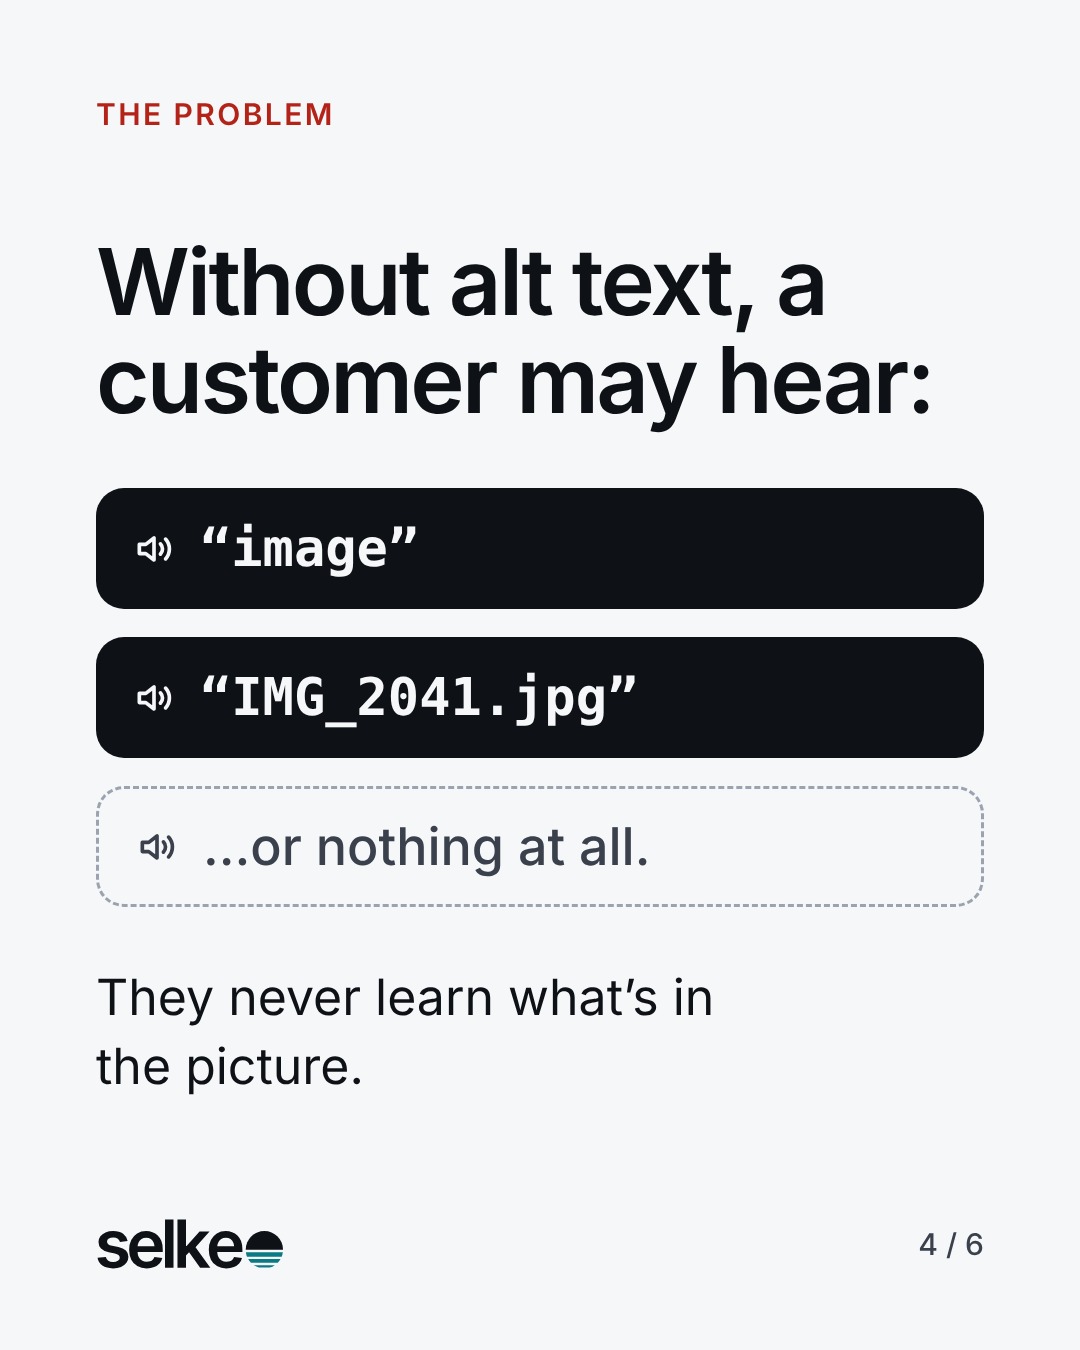 THE PROBLEM
Without alt text, a
customer may hear:
“image”
“IMG_2041.jpg”
…or nothing at all.
They never learn what’s in
the picture.
selkeo
4 / 6